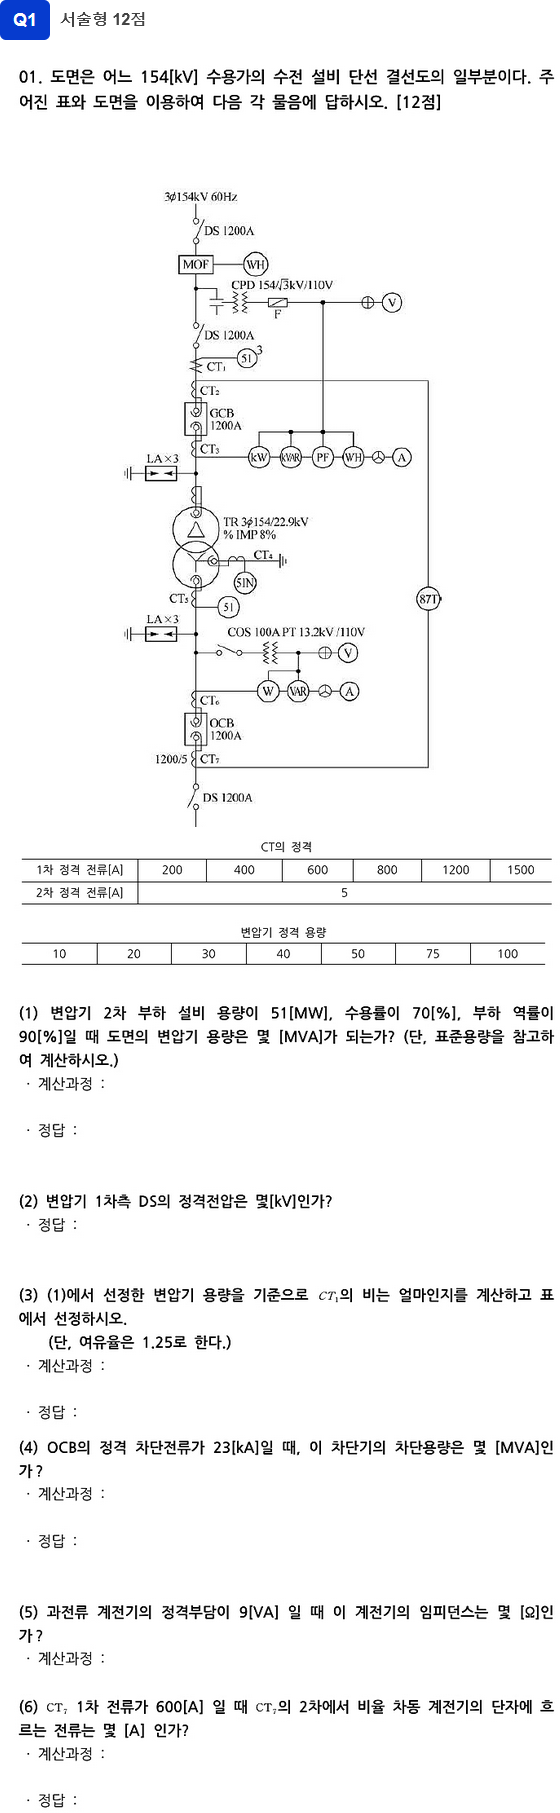 Q1 서술형 12점
01. 도면은 어느 154[kV] 수용가의 수전 설비 단선 결선도의 일부분이다. 주
어진 표와 도면을 이용하여 다음 각 물음에 답하시오. [12점]
3∮154kV 60Hz
DS 1200A
MOF WH
CPD 154/√3kV/110V
F V
DS 1200A
51 3
CT₁
CT₂
GCB
1200A
CT₃
kW kVAR PF WH A
LA×3
TR 3∮154/22.9kV
% IMP 8%
CT₄
51N
CT₅ 51
87T
LA×3
COS 100A PT 13.2kV /110V
V
W VAR A
CT₆
OCB
1200A
1200/5 CT₇
DS 1200A
CT의 정격
1차 정격 전류[A] 200 400 600 800 1200 1500
2차 정격 전류[A] 5
변압기 정격 용량
10 20 30 40 50 75 100
(1) 변압기 2차 부하 설비 용량이 51[MW], 수용률이 70[%], 부하 역률이
90[%]일 때 도면의 변압기 용량은 몇 [MVA]가 되는가? (단, 표준용량을 참고하
여 계산하시오.)
· 계산과정 :
· 정답 :
(2) 변압기 1차측 DS의 정격전압은 몇[kV]인가?
· 정답 :
(3) (1)에서 선정한 변압기 용량을 기준으로 CT₁의 비는 얼마인지를 계산하고 표
에서 선정하시오.
(단, 여유율은 1.25로 한다.)
· 계산과정 :
· 정답 :
(4) OCB의 정격 차단전류가 23[kA]일 때, 이 차단기의 차단용량은 몇 [MVA]인
가?
· 계산과정 :
· 정답 :
(5) 과전류 계전기의 정격부담이 9[VA] 일 때 이 계전기의 임피던스는 몇 [Ω]인
가?
· 계산과정 :
(6) CT₇ 1차 전류가 600[A] 일 때 CT₇의 2차에서 비율 차동 계전기의 단자에 흐
르는 전류는 몇 [A] 인가?
· 계산과정 :
· 정답 :